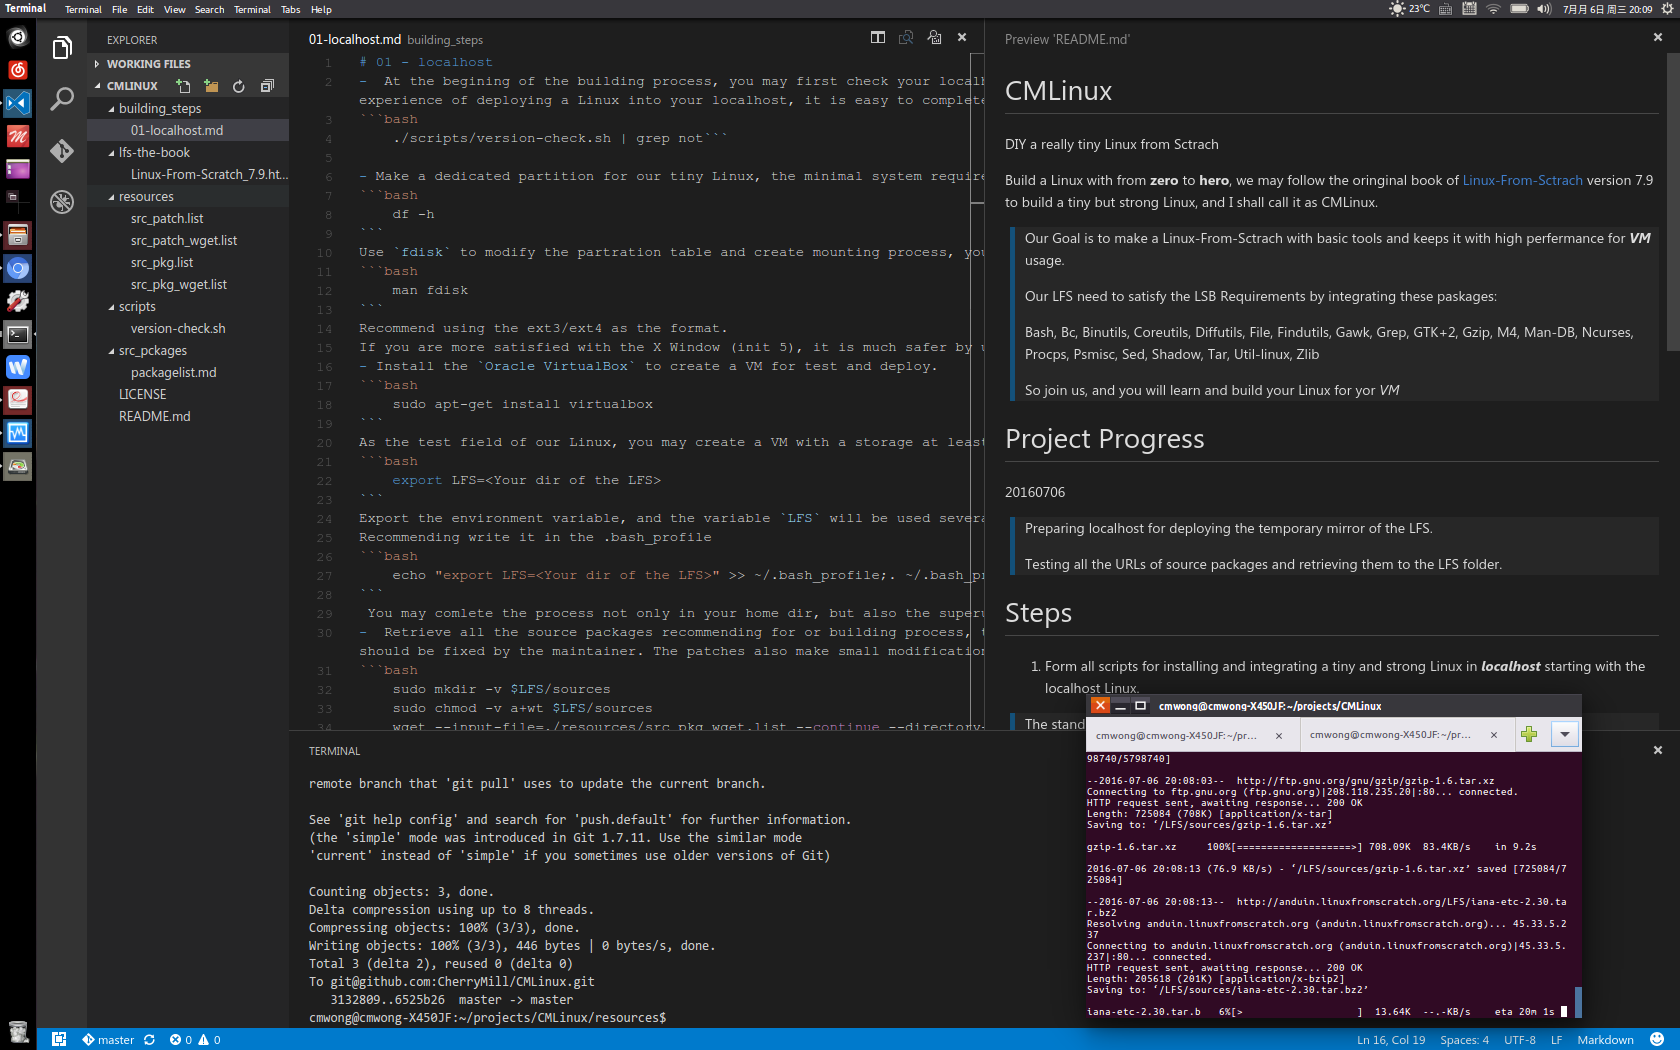 Terminal
Terminal File Edit View Search Terminal Tabs Help
23°C
7月月 6日 周三 20:09
EXPLORER
WORKING FILES
CMLINUX
building_steps
01-localhost.md
lfs-the-book
Linux-From-Scratch_7.9.ht...
resources
src_patch.list
src_patch_wget.list
src_pkg.list
src_pkg_wget.list
scripts
version-check.sh
src_pckages
packagelist.md
LICENSE
README.md
01-localhost.md building_steps
1 # 01 - localhost
2 -  At the begining of the building process, you may first check your local
experience of deploying a Linux into your localhost, it is easy to complete
3 ```bash
4 ./scripts/version-check.sh | grep not```
5
6 - Make a dedicated partition for our tiny Linux, the minimal system require
7 ```bash
8 df -h
9 ```
10 Use `fdisk` to modify the partration table and create mounting process, you
11 ```bash
12 man fdisk
13 ```
14 Recommend using the ext3/ext4 as the format.
15 If you are more satisfied with the X Window (init 5), it is much safer by
16 - Install the `Oracle VirtualBox` to create a VM for test and deploy.
17 ```bash
18 sudo apt-get install virtualbox
19 ```
20 As the test field of our Linux, you may create a VM with a storage at least
21 ```bash
22 export LFS=<Your dir of the LFS>
23 ```
24 Export the environment variable, and the variable `LFS` will be used severa
25 Recommending write it in the .bash_profile
26 ```bash
27 echo "export LFS=<Your dir of the LFS>" >> ~/.bash_profile;. ~/.bash_p
28 ```
29 You may comlete the process not only in your home dir, but also the superu
30 -  Retrieve all the source packages recommending for or building process,
should be fixed by the maintainer. The patches also make small modification
31 ```bash
32 sudo mkdir -v $LFS/sources
33 sudo chmod -v a+wt $LFS/sources
34 wget --input-file=./resources/src_pkg_wget.list --continue --directory-
Preview 'README.md'
CMLinux
DIY a really tiny Linux from Sctrach
Build a Linux with from zero to hero, we may follow the oringinal book of Linux-From-Sctrach version 7.9
to build a tiny but strong Linux, and I shall call it as CMLinux.
Our Goal is to make a Linux-From-Sctrach with basic tools and keeps it with high perfermance for VM
usage.
Our LFS need to satisfy the LSB Requirements by integrating these paskages:
Bash, Bc, Binutils, Coreutils, Diffutils, File, Findutils, Gawk, Grep, GTK+2, Gzip, M4, Man-DB, Ncurses,
Procps, Psmisc, Sed, Shadow, Tar, Util-linux, Zlib
So join us, and you will learn and build your Linux for yor VM
Project Progress
20160706
Preparing localhost for deploying the temporary mirror of the LFS.
Testing all the URLs of source packages and retrieving them to the LFS folder.
Steps
1. Form all scripts for installing and integrating a tiny and strong Linux in localhost starting with the
localhost Linux.
The stand
TERMINAL
remote branch that 'git pull' uses to update the current branch.
See 'git help config' and search for 'push.default' for further information.
(the 'simple' mode was introduced in Git 1.7.11. Use the similar mode
'current' instead of 'simple' if you sometimes use older versions of Git)
Counting objects: 3, done.
Delta compression using up to 8 threads.
Compressing objects: 100% (3/3), done.
Writing objects: 100% (3/3), 446 bytes | 0 bytes/s, done.
Total 3 (delta 2), reused 0 (delta 0)
To git@github.com:CherryMill/CMLinux.git
3132809..6525b26  master -> master
cmwong@cmwong-X450JF:~/projects/CMLinux/resources$
cmwong@cmwong-X450JF:~/projects/CMLinux
cmwong@cmwong-X450JF:~/pr... × cmwong@cmwong-X450JF:~/pr... ×
98740/5798740]
--2016-07-06 20:08:03--  http://ftp.gnu.org/gnu/gzip/gzip-1.6.tar.xz
Connecting to ftp.gnu.org (ftp.gnu.org)|208.118.235.20|:80... connected.
HTTP request sent, awaiting response... 200 OK
Length: 725084 (708K) [application/x-tar]
Saving to: ‘/LFS/sources/gzip-1.6.tar.xz’
gzip-1.6.tar.xz 100%[===================>] 708.09K 83.4KB/s in 9.2s
2016-07-06 20:08:13 (76.9 KB/s) - ‘/LFS/sources/gzip-1.6.tar.xz’ saved [725084/7
25084]
--2016-07-06 20:08:13--  http://anduin.linuxfromscratch.org/LFS/iana-etc-2.30.ta
r.bz2
Resolving anduin.linuxfromscratch.org (anduin.linuxfromscratch.org)... 45.33.5.2
37
Connecting to anduin.linuxfromscratch.org (anduin.linuxfromscratch.org)|45.33.5.
237|:80... connected.
HTTP request sent, awaiting response... 200 OK
Length: 205618 (201K) [application/x-bzip2]
Saving to: ‘/LFS/sources/iana-etc-2.30.tar.bz2’
iana-etc-2.30.tar.b 6%[> ] 13.64K --.-KB/s eta 20m 1s
master 0 0
Ln 16, Col 19 Spaces: 4 UTF-8 LF Markdown